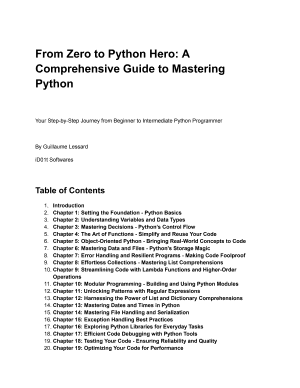 From Zero to Python Hero: A
Comprehensive Guide to Mastering
Python
Your Step-by-Step Journey from Beginner to Intermediate Python Programmer
By Guillaume Lessard
iD01t Softwares
Table of Contents
1. Introduction
2. Chapter 1: Setting the Foundation - Python Basics
3. Chapter 2: Understanding Variables and Data Types
4. Chapter 3: Mastering Decisions - Python's Control Flow
5. Chapter 4: The Art of Functions - Simplify and Reuse Your Code
6. Chapter 5: Object-Oriented Python - Bringing Real-World Concepts to Code
7. Chapter 6: Mastering Data and Files - Python's Storage Magic
8. Chapter 7: Error Handling and Resilient Programs - Making Code Foolproof
9. Chapter 8: Effortless Collections - Mastering List Comprehensions
10. Chapter 9: Streamlining Code with Lambda Functions and Higher-Order
Operations
11. Chapter 10: Modular Programming - Building and Using Python Modules
12. Chapter 11: Unlocking Patterns with Regular Expressions
13. Chapter 12: Harnessing the Power of List and Dictionary Comprehensions
14. Chapter 13: Mastering Dates and Times in Python
15. Chapter 14: Mastering File Handling and Serialization
16. Chapter 15: Exception Handling Best Practices
17. Chapter 16: Exploring Python Libraries for Everyday Tasks
18. Chapter 17: Efficient Code Debugging with Python Tools
19. Chapter 18: Testing Your Code - Ensuring Reliability and Quality
20. Chapter 19: Optimizing Your Code for Performance